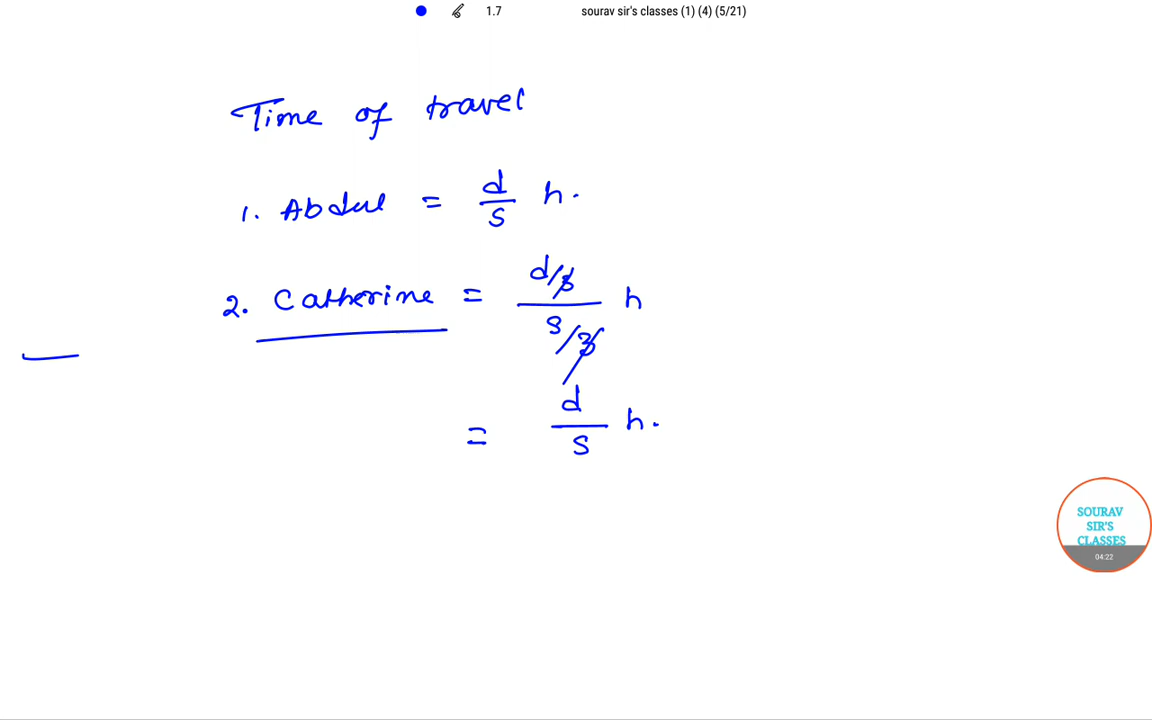 1.7 sourav sir's classes (1) (4) (5/21)
Time of travel
1. Abdul = d/s h.
2. Catherine = d/3 / s/3 h
= d/s h.
SOURAV
SIR'S
CLASSES
04:22